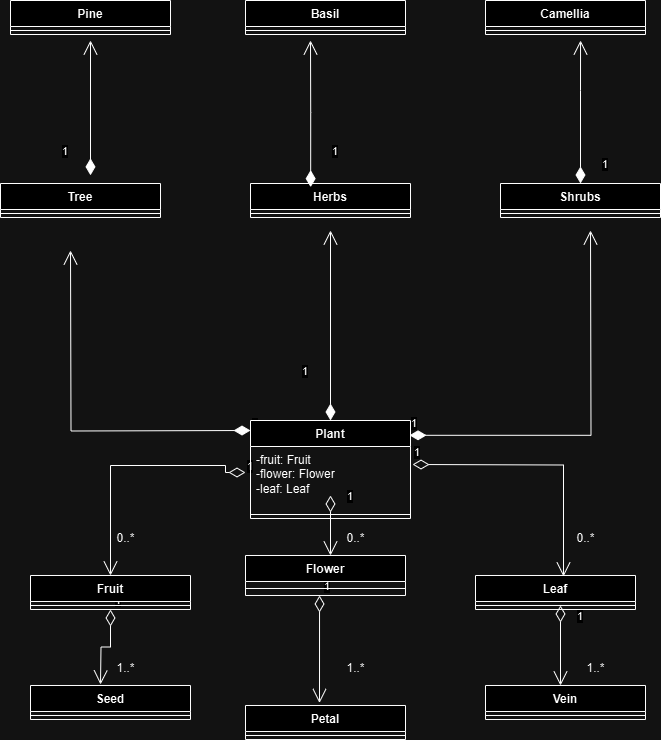 Pine
Basil
Camellia
1
1
1
Tree
Herbs
Shrubs
1
Plant
1
-fruit: Fruit
-flower: Flower
-leaf: Leaf
1
1
0..*
0..*
0..*
Fruit
Flower
Leaf
1
1
1..*
1..*
1..*
Seed
Petal
Vein